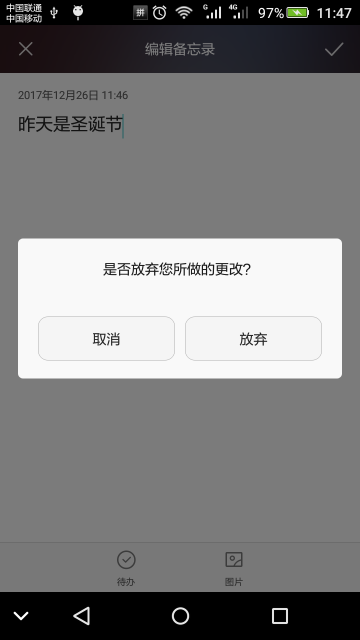 中国联通
中国移动
拼
G
4G
97%
11:47
编辑备忘录
2017年12月26日 11:46
昨天是圣诞节
是否放弃您所做的更改?
取消
放弃
待办
图片